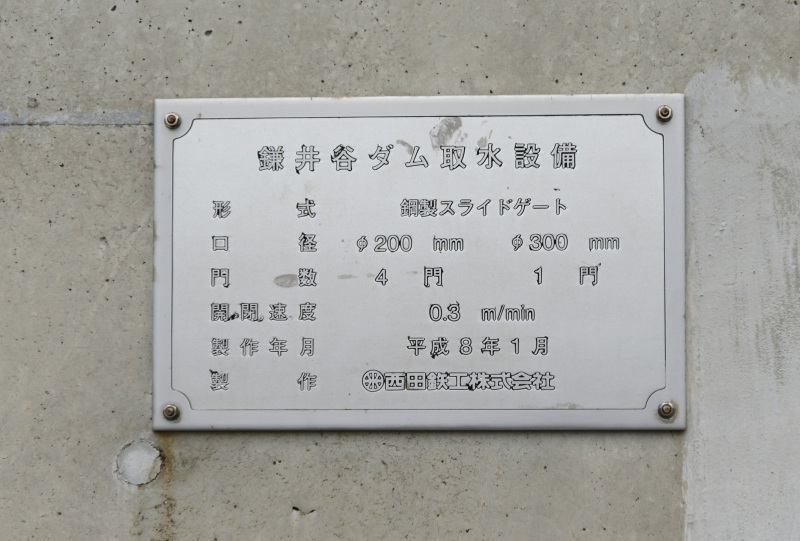 鎌井谷ダム取水設備
形式 鋼製スライドゲート
口径 φ200 mm φ300 mm
門数 4 門 1 門
開閉速度 0.3 m/min
製作年月 平成8年1月
製作 西田鉄工株式会社